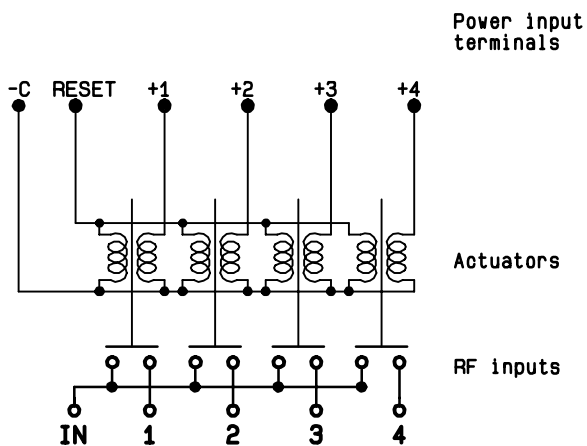 Power input
terminals
-C RESET +1 +2 +3 +4
Actuators
RF inputs
IN 1 2 3 4